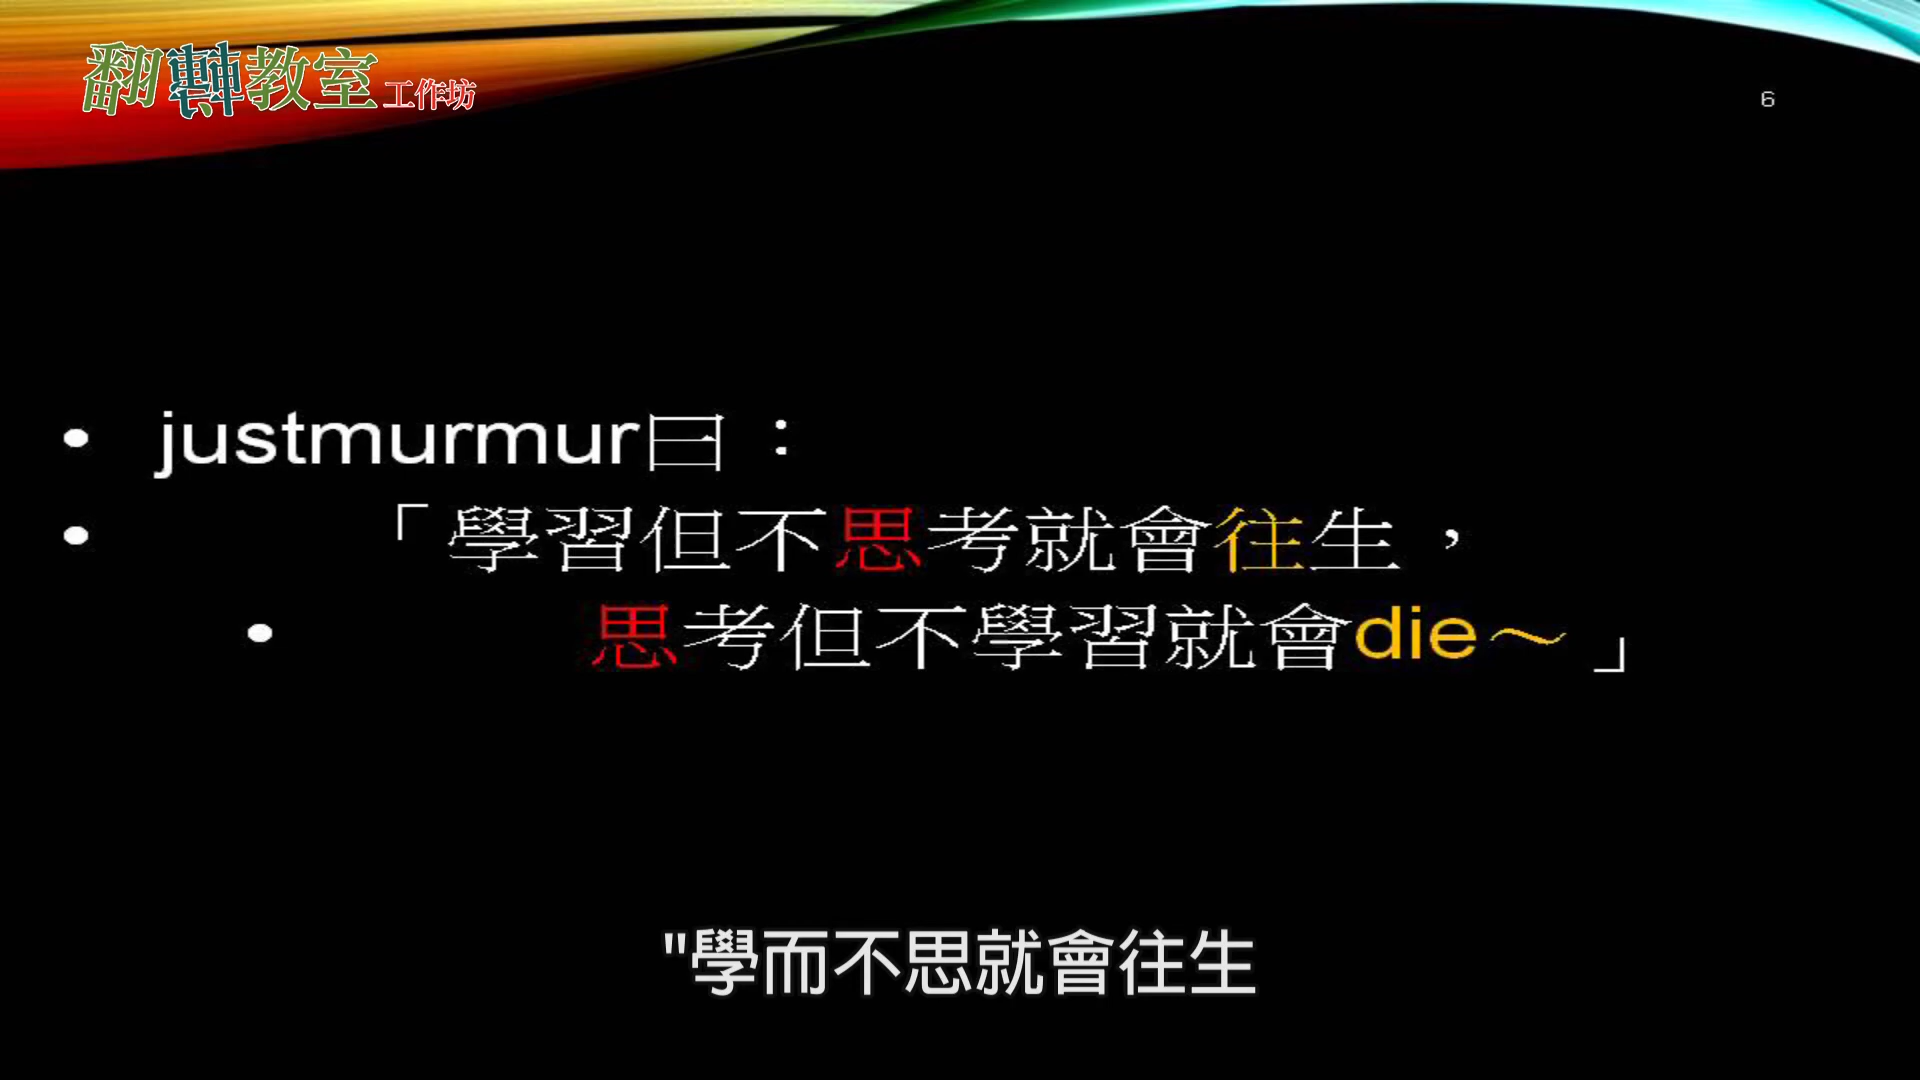 翻轉教室工作坊
6
• justmurmur曰：
• 「學習但不思考就會往生，
• 思考但不學習就會die～」
"學而不思就會往生